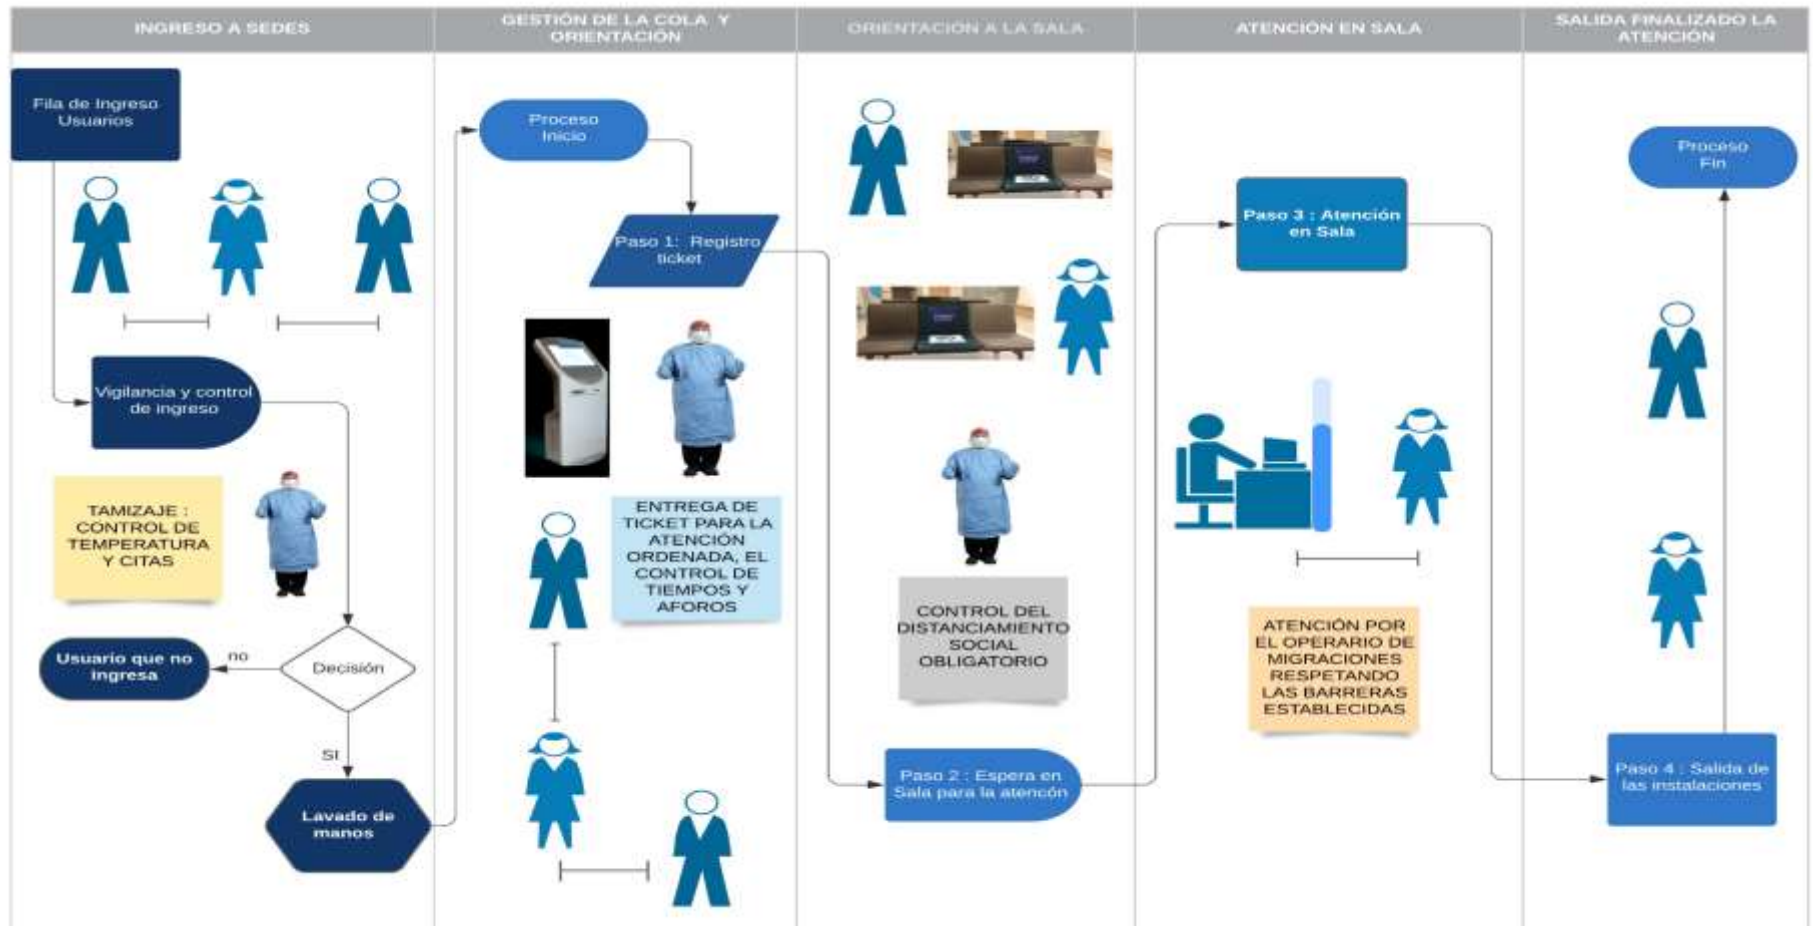 INGRESO A SEDES
GESTIÓN DE LA COLA Y
ORIENTACIÓN
ORIENTACIÓN A LA SALA
ATENCIÓN EN SALA
SALIDA FINALIZADO LA
ATENCIÓN
Fila de Ingreso
Usuarios
Vigilancia y control
de ingreso
TAMIZAJE :
CONTROL DE
TEMPERATURA
Y CITAS
Decisión
no
Usuario que no
ingresa
SI
Lavado de
manos
Proceso
Inicio
Paso 1: Registro
ticket
ENTREGA DE
TICKET PARA LA
ATENCIÓN
ORDENADA, EL
CONTROL DE
TIEMPOS Y
AFOROS
CONTROL DEL
DISTANCIAMIENTO
SOCIAL
OBLIGATORIO
Paso 2 : Espera en
Sala para la atencón
Paso 3 : Atención
en Sala
ATENCIÓN POR
EL OPERARIO DE
MIGRACIONES
RESPETANDO
LAS BARRERAS
ESTABLECIDAS
Proceso
Fin
Paso 4 : Salida de
las instalaciones